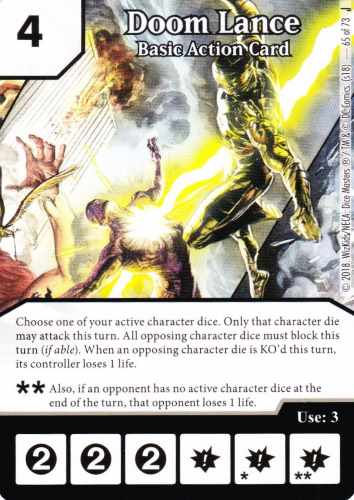 4
Doom Lance
Basic Action Card
65 of 73
© 2018 WizKids/NECA. Dice Masters ® / TM & © DC Comics. (s18)
Choose one of your active character dice. Only that character die
may attack this turn. All opposing character dice must block this
turn (if able). When an opposing character die is KO'd this turn,
its controller loses 1 life.
** Also, if an opponent has no active character dice at the
end of the turn, that opponent loses 1 life.
Use: 3
2
2
2
!
! *
! **